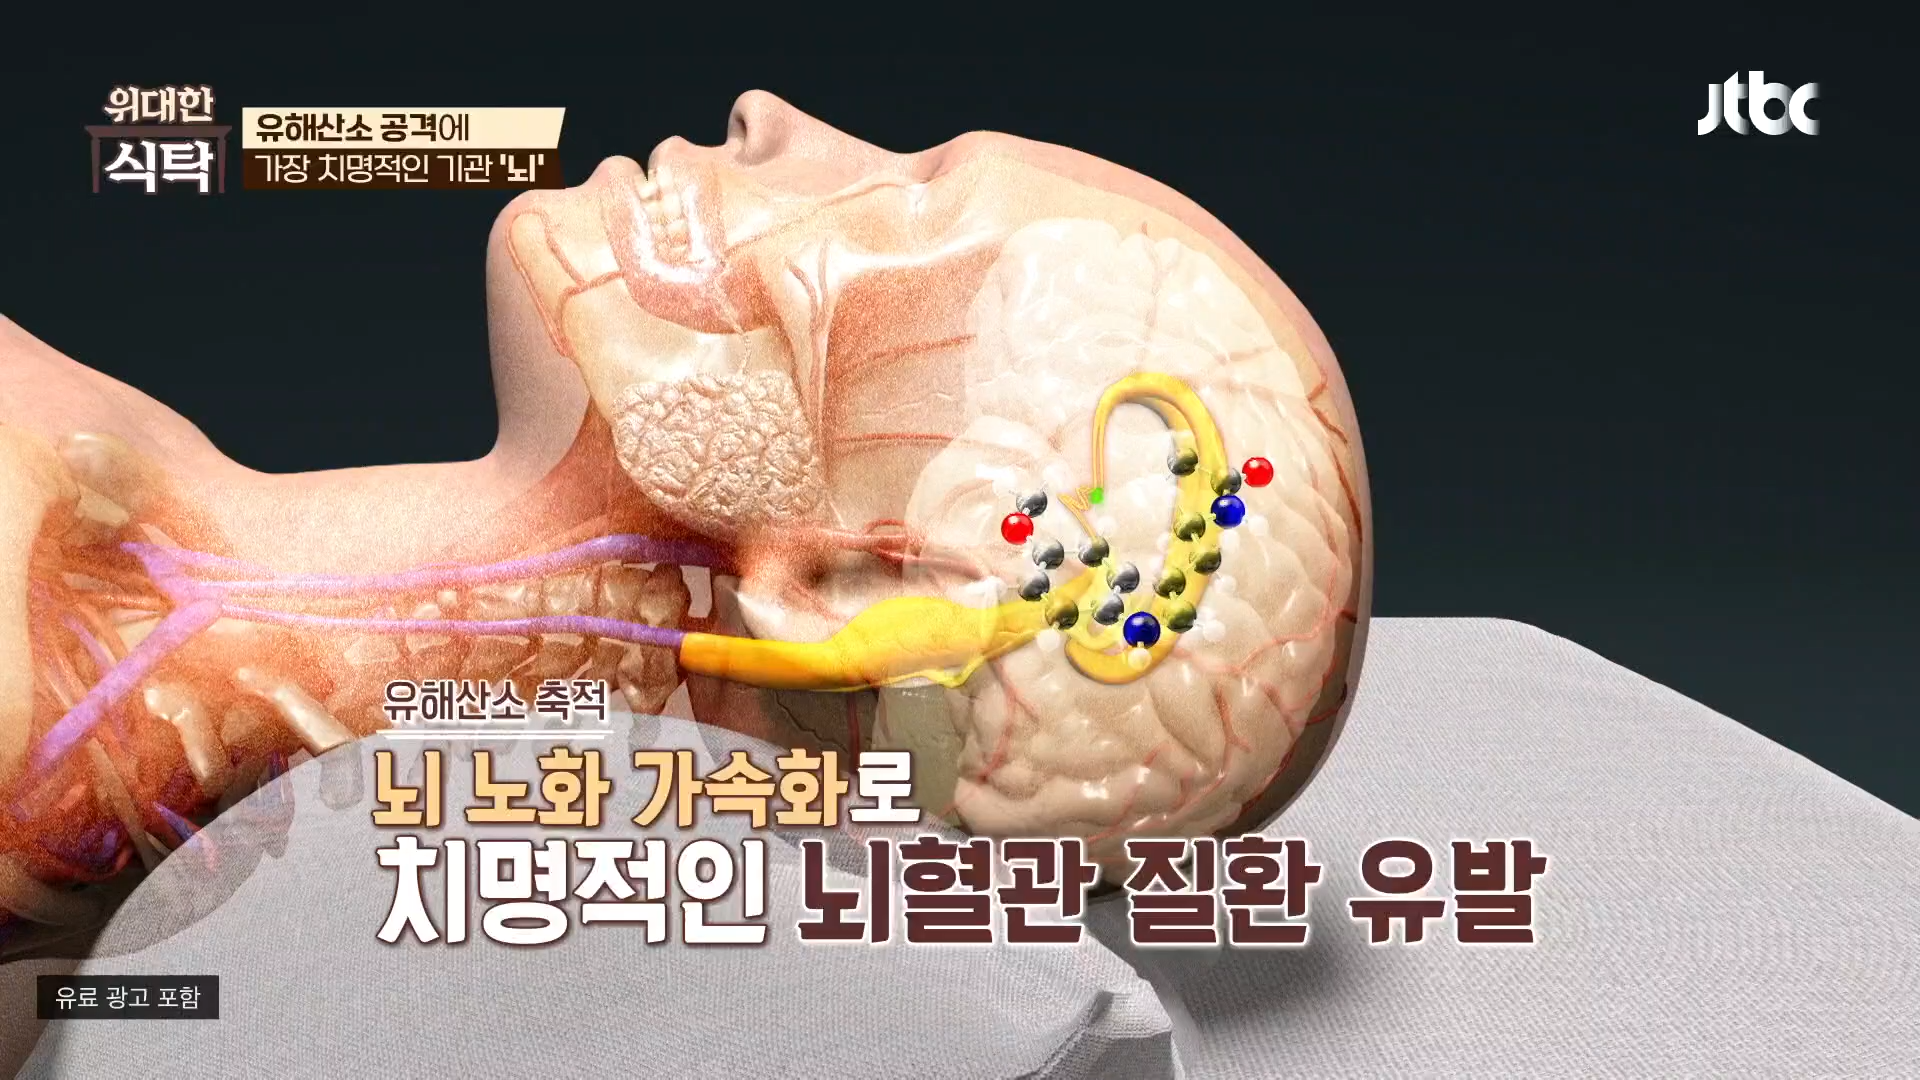 위대한
식탁
유해산소 공격에
가장 치명적인 기관 '뇌'
jtbc
유해산소 축적
뇌 노화 가속화로
치명적인 뇌혈관 질환 유발
유료 광고 포함